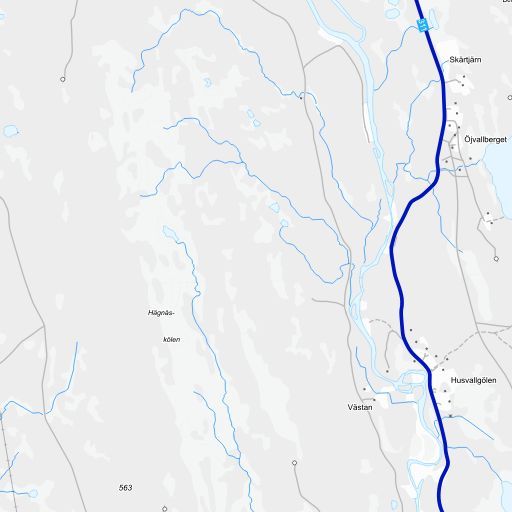 Skärtjärn
Öjvallberget
Hägnäs-
kölen
Husvallgölen
Västan
563